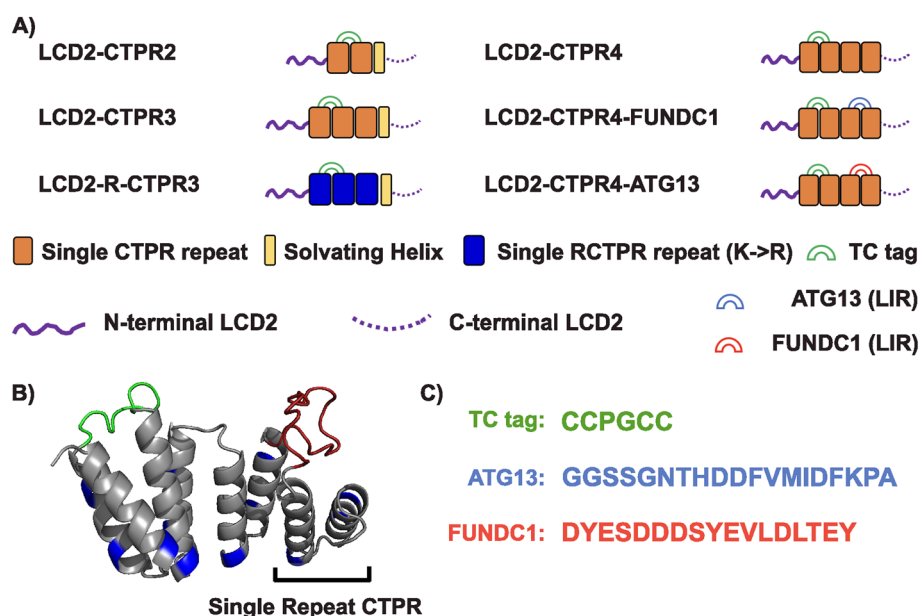 A)
LCD2-CTPR2
LCD2-CTPR4
LCD2-CTPR3
LCD2-CTPR4-FUNDC1
LCD2-R-CTPR3
LCD2-CTPR4-ATG13
Single CTPR repeat
Solvating Helix
Single RCTPR repeat (K->R)
TC tag
N-terminal LCD2
C-terminal LCD2
ATG13 (LIR)
FUNDC1 (LIR)
B)
Single Repeat CTPR
C)
TC tag: CCPGCC
ATG13: GGSSGNTHDDFVMIDFKPA
FUNDC1: DYESDDDSYEVLDLTEY